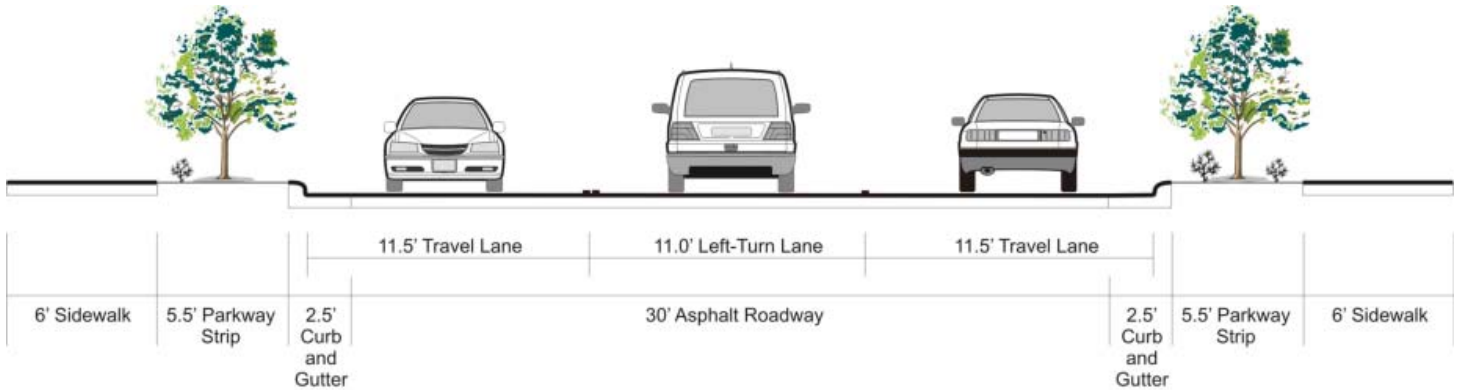 11.5' Travel Lane
11.0' Left-Turn Lane
11.5' Travel Lane
6' Sidewalk
5.5' Parkway
Strip
2.5'
Curb
and
Gutter
30' Asphalt Roadway
2.5'
Curb
and
Gutter
5.5' Parkway
Strip
6' Sidewalk